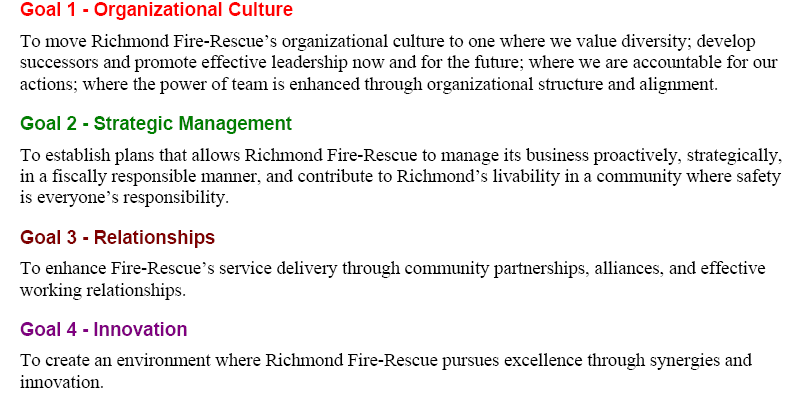 Goal 1 - Organizational Culture
To move Richmond Fire-Rescue’s organizational culture to one where we value diversity; develop
successors and promote effective leadership now and for the future; where we are accountable for our
actions; where the power of team is enhanced through organizational structure and alignment.
Goal 2 - Strategic Management
To establish plans that allows Richmond Fire-Rescue to manage its business proactively, strategically,
in a fiscally responsible manner, and contribute to Richmond’s livability in a community where safety
is everyone’s responsibility.
Goal 3 - Relationships
To enhance Fire-Rescue’s service delivery through community partnerships, alliances, and effective
working relationships.
Goal 4 - Innovation
To create an environment where Richmond Fire-Rescue pursues excellence through synergies and
innovation.